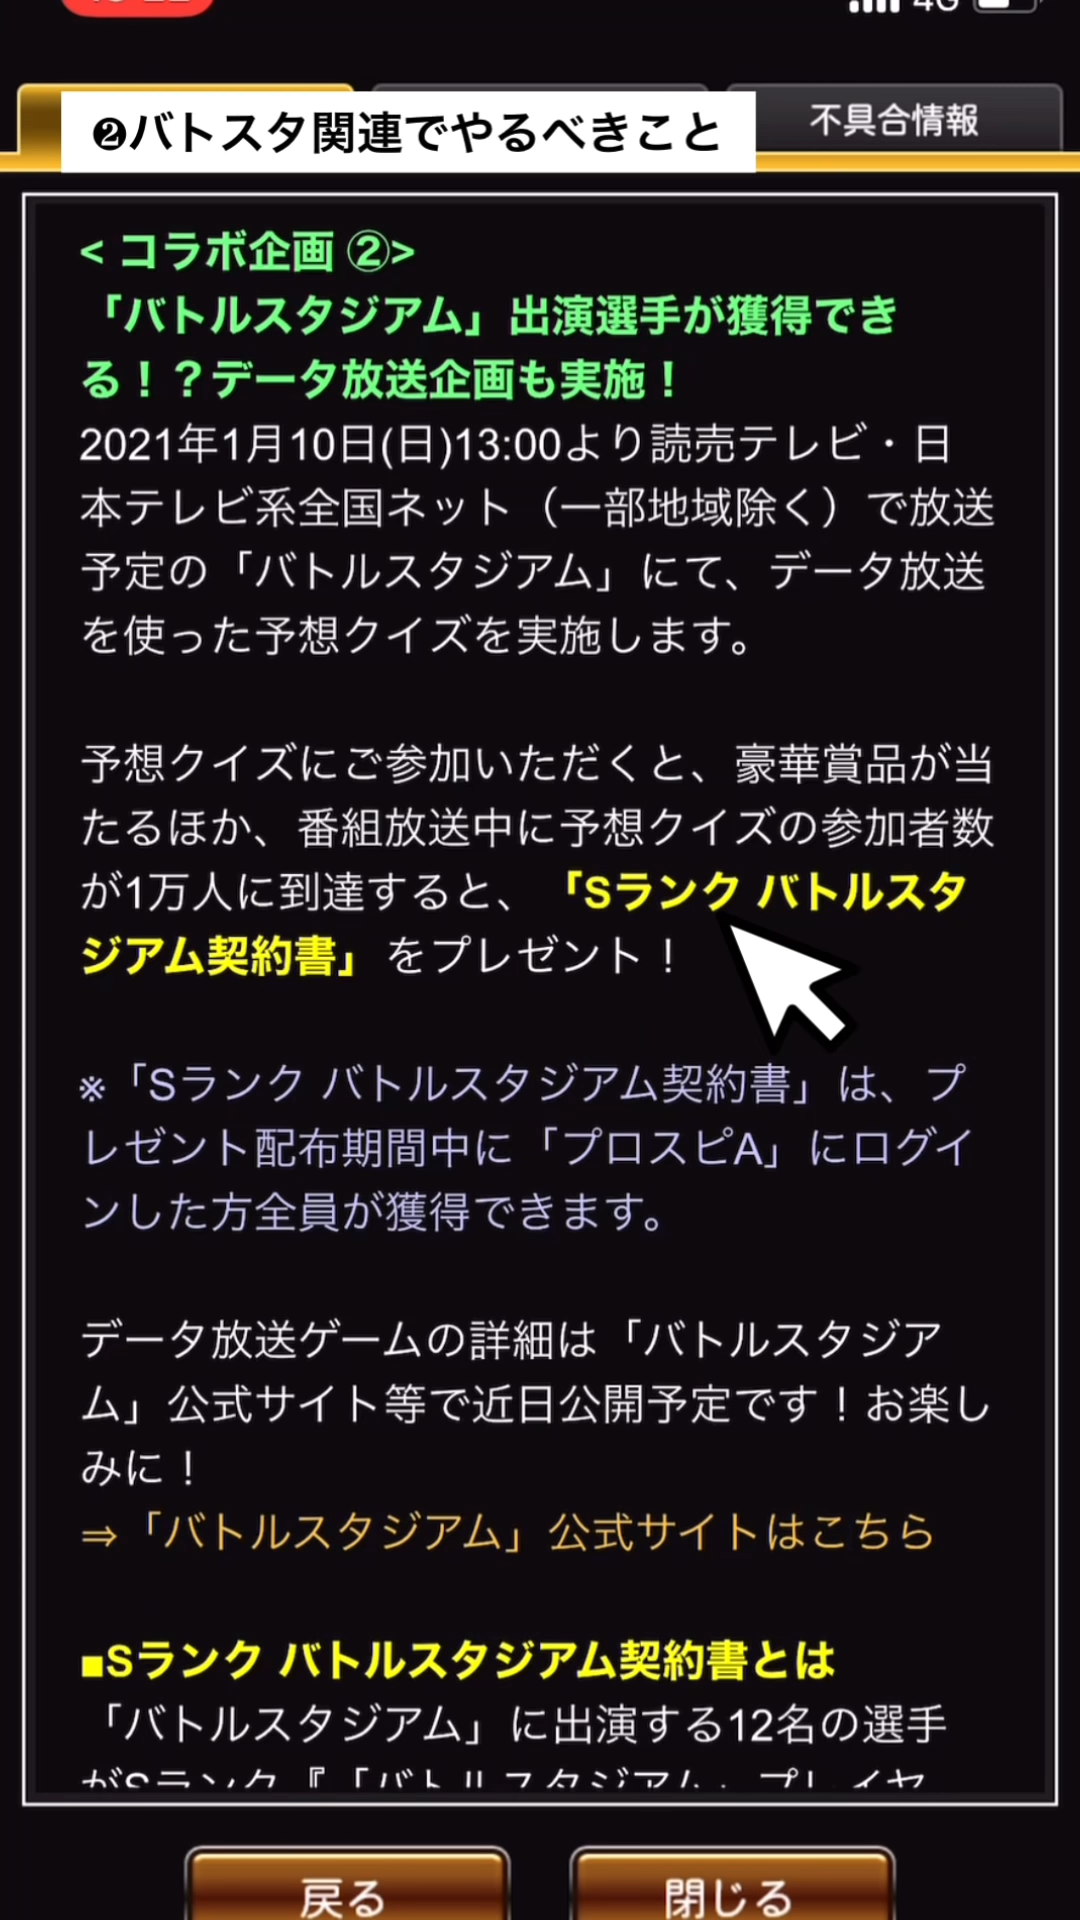 4G
❷バトスタ関連でやるべきこと
不具合情報
< コラボ企画 ②>
「バトルスタジアム」出演選手が獲得でき
る！？データ放送企画も実施！
2021年1月10日(日)13:00より読売テレビ・日
本テレビ系全国ネット（一部地域除く）で放送
予定の「バトルスタジアム」にて、データ放送
を使った予想クイズを実施します。
予想クイズにご参加いただくと、豪華賞品が当
たるほか、番組放送中に予想クイズの参加者数
が1万人に到達すると、「Sランク バトルスタ
ジアム契約書」をプレゼント！
※「Sランク バトルスタジアム契約書」は、プ
レゼント配布期間中に「プロスピA」にログイ
ンした方全員が獲得できます。
データ放送ゲームの詳細は「バトルスタジア
ム」公式サイト等で近日公開予定です！お楽し
みに！
⇒「バトルスタジアム」公式サイトはこちら
■Sランク バトルスタジアム契約書とは
「バトルスタジアム」に出演する12名の選手
がSランク『「バトルスタジアム」プレイヤ
戻る
閉じる